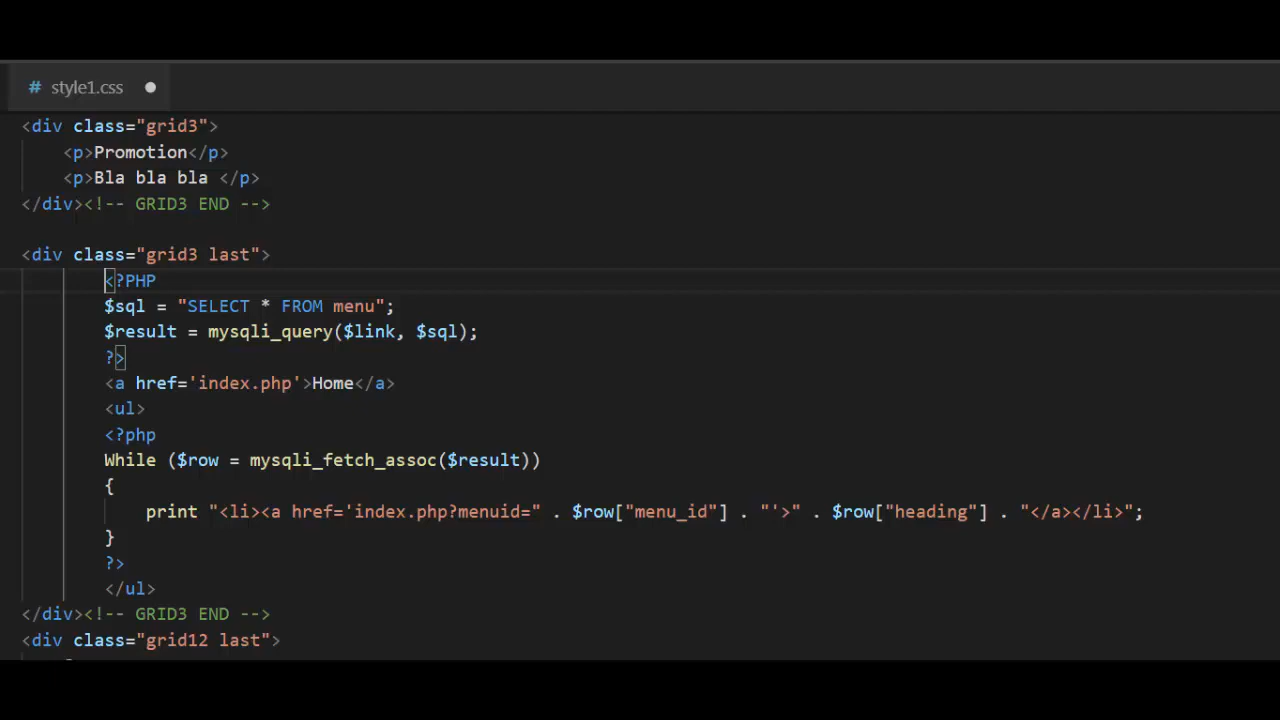 # style1.css
<div class="grid3">
<p>Promotion</p>
<p>Bla bla bla </p>
</div><!-- GRID3 END -->
<div class="grid3 last">
<?PHP
$sql = "SELECT * FROM menu";
$result = mysqli_query($link, $sql);
?>
<a href='index.php'>Home</a>
<ul>
<?php
While ($row = mysqli_fetch_assoc($result))
{
print "<li><a href='index.php?menuid=" . $row["menu_id"] . "'>" . $row["heading"] . "</a></li>";
}
?>
</ul>
</div><!-- GRID3 END -->
<div class="grid12 last">